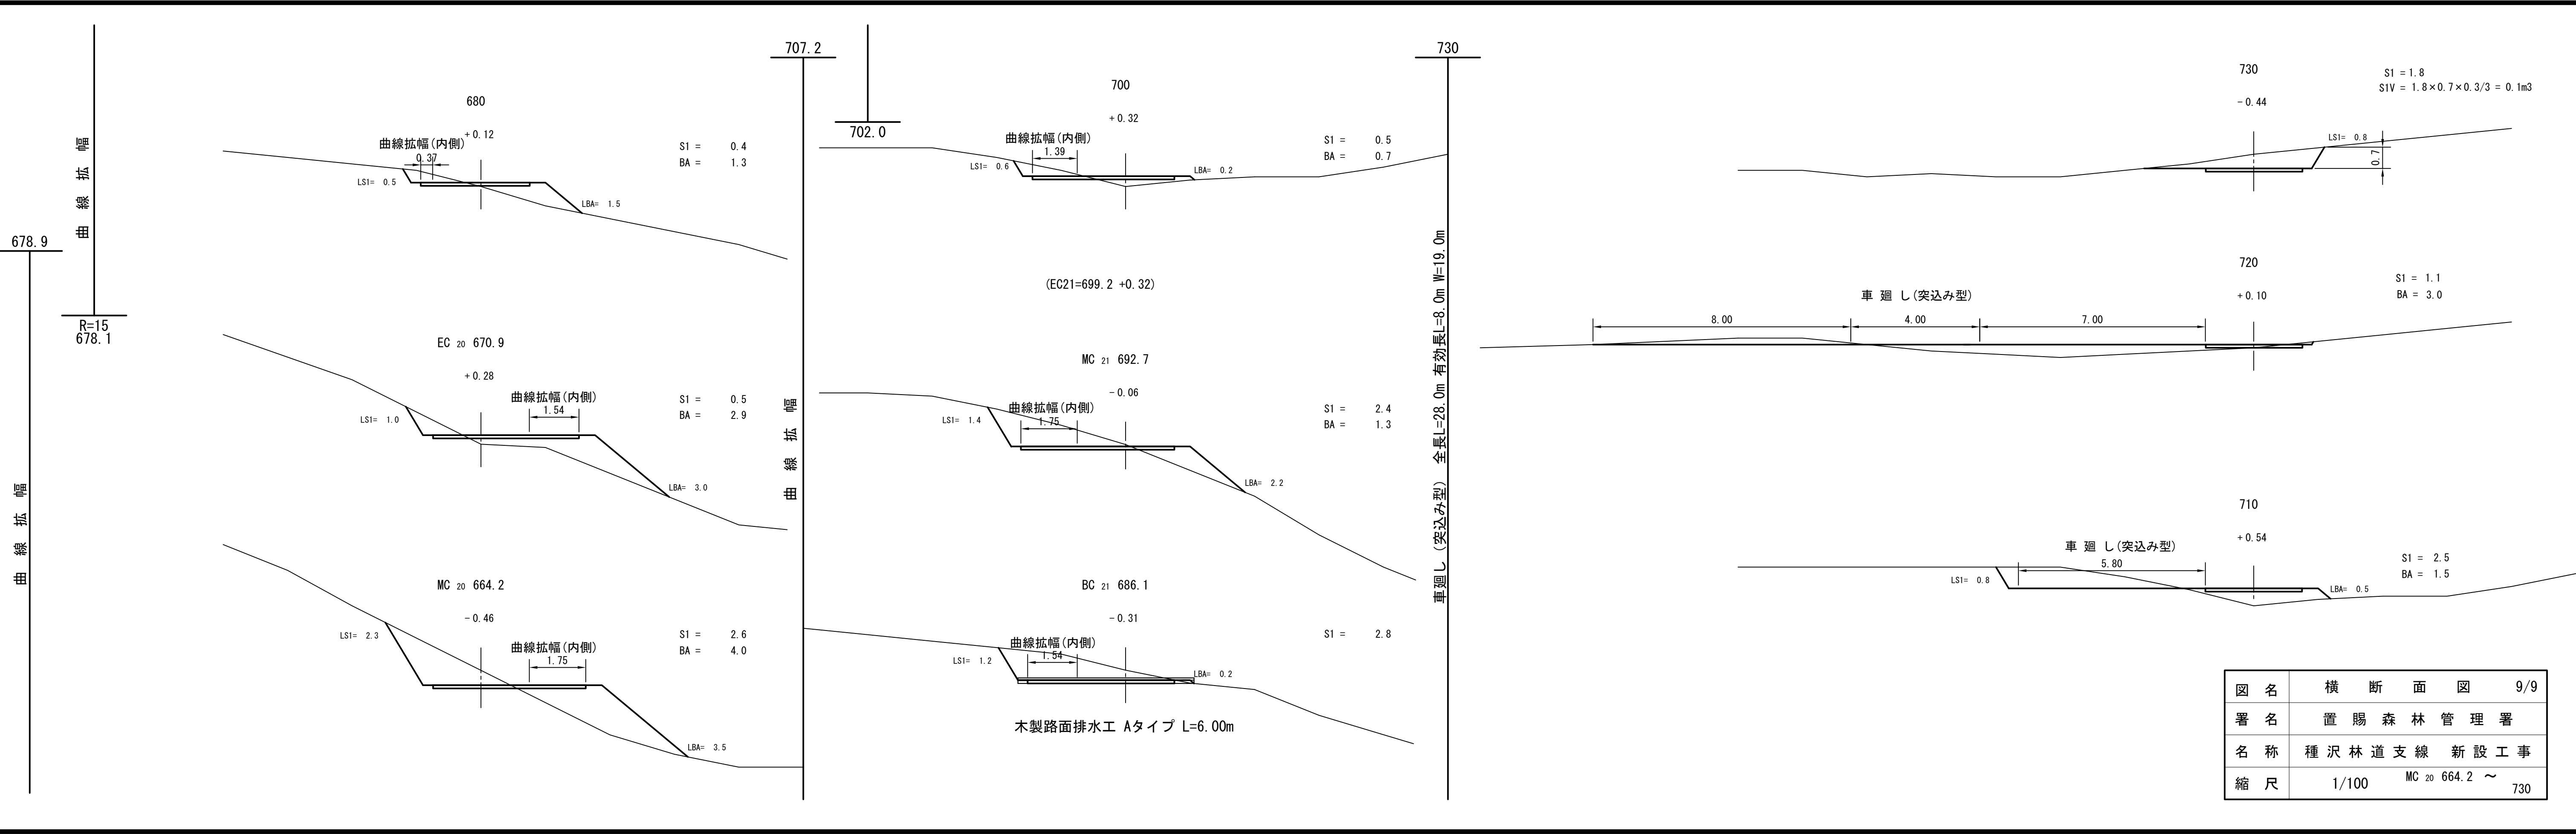 678.9
曲線拡幅
曲線拡幅
R=15
678.1
680
+0.12
曲線拡幅(内側)
0.37
LS1= 0.5
LBA= 1.5
S1 = 0.4
BA = 1.3
EC 20 670.9
+0.28
曲線拡幅(内側)
1.54
LS1= 1.0
LBA= 3.0
S1 = 0.5
BA = 2.9
MC 20 664.2
-0.46
曲線拡幅(内側)
1.75
LS1= 2.3
LBA= 3.5
S1 = 2.6
BA = 4.0
707.2
曲線拡幅
702.0
700
+0.32
曲線拡幅(内側)
1.39
LS1= 0.6
LBA= 0.2
S1 = 0.5
BA = 0.7
(EC21=699.2 +0.32)
MC 21 692.7
-0.06
曲線拡幅(内側)
1.75
LS1= 1.4
LBA= 2.2
S1 = 2.4
BA = 1.3
BC 21 686.1
-0.31
曲線拡幅(内側)
1.54
LS1= 1.2
LBA= 0.2
S1 = 2.8
木製路面排水工 Aタイプ L=6.00m
730
車廻し(突込み型) 全長L=28.0m 有効長L=8.0m W=19.0m
730
-0.44
S1 =1.8
S1V = 1.8×0.7×0.3/3 = 0.1m3
LS1= 0.8
0.7
720
+0.10
S1 = 1.1
BA = 3.0
車廻し(突込み型)
8.00
4.00
7.00
710
+0.54
車廻し(突込み型)
5.80
LS1= 0.8
LBA= 0.5
S1 = 2.5
BA = 1.5
図名 横断面図 9/9
署名 置賜森林管理署
名称 種沢林道支線 新設工事
縮尺 1/100 MC 20 664.2 ～ 730